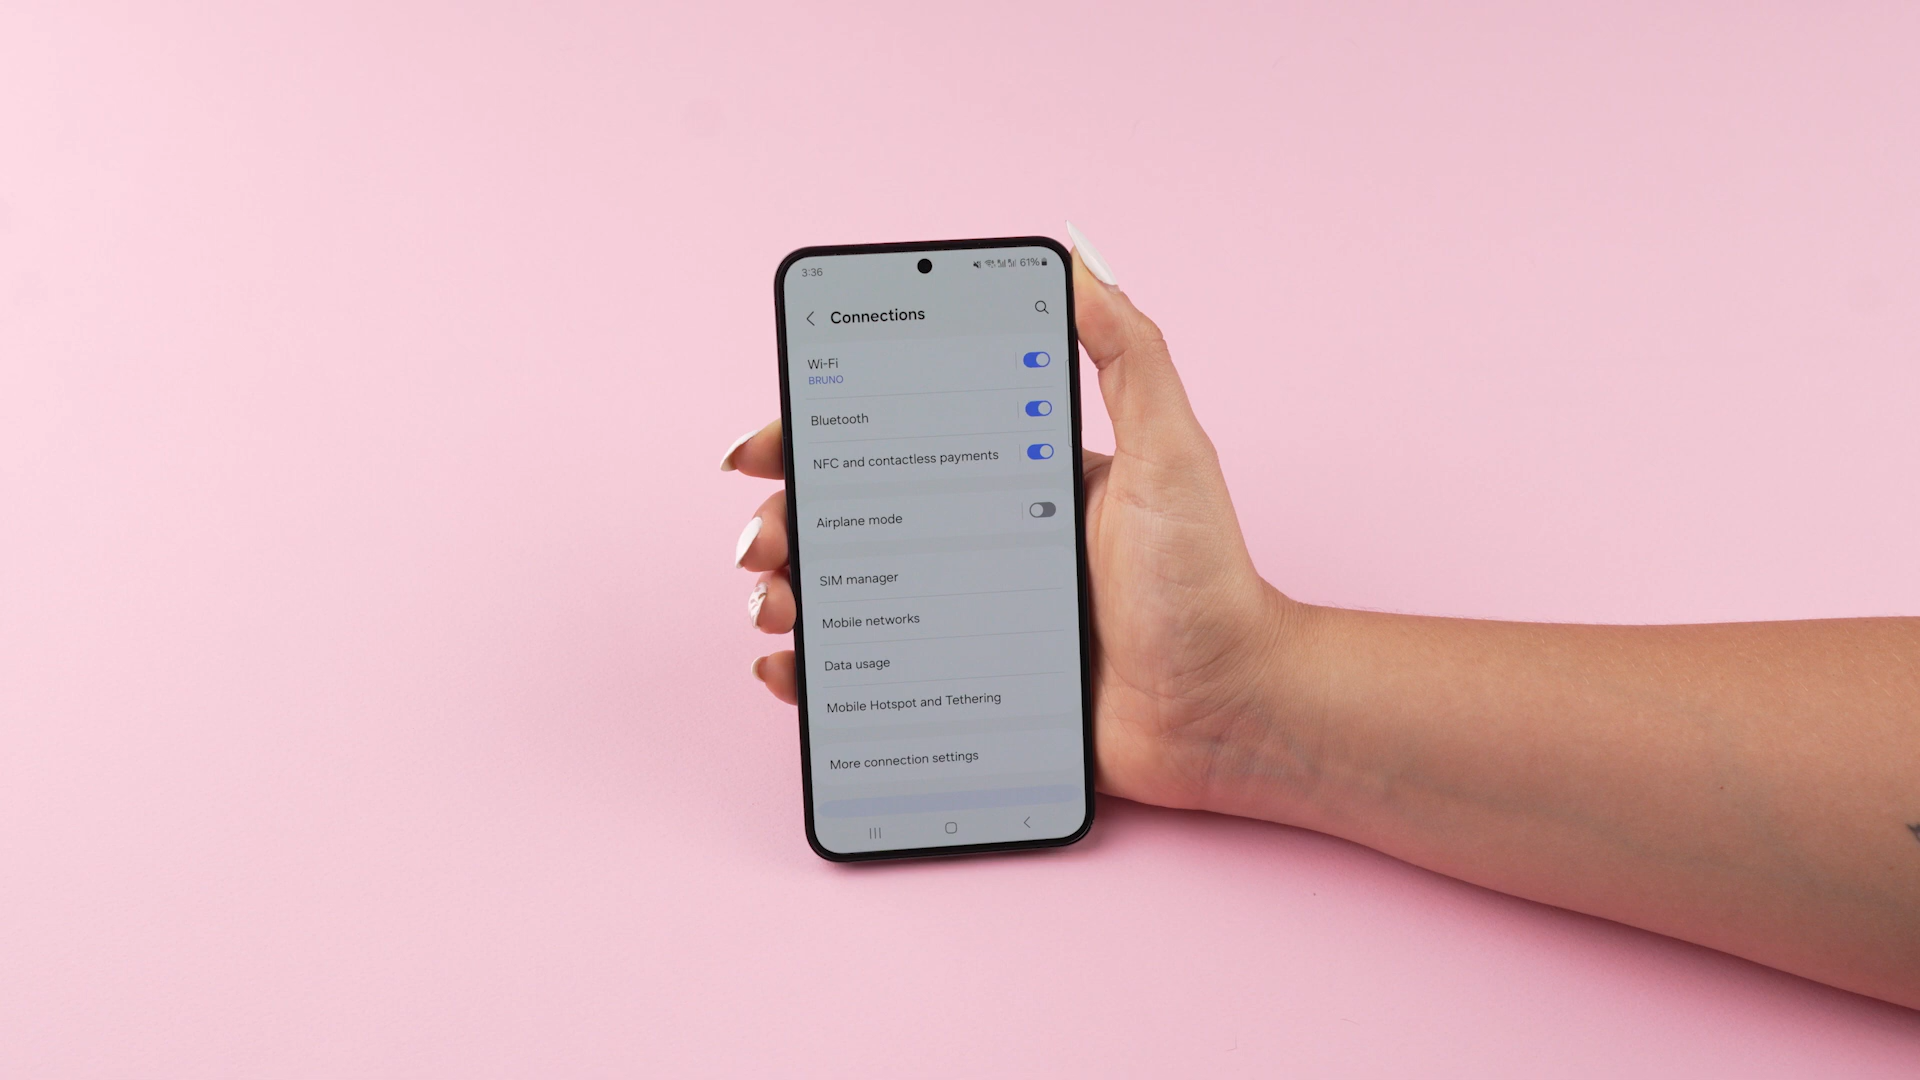 3:36
61%
Connections
Wi-Fi
BRUNO
Bluetooth
NFC and contactless payments
Airplane mode
SIM manager
Mobile networks
Data usage
Mobile Hotspot and Tethering
More connection settings